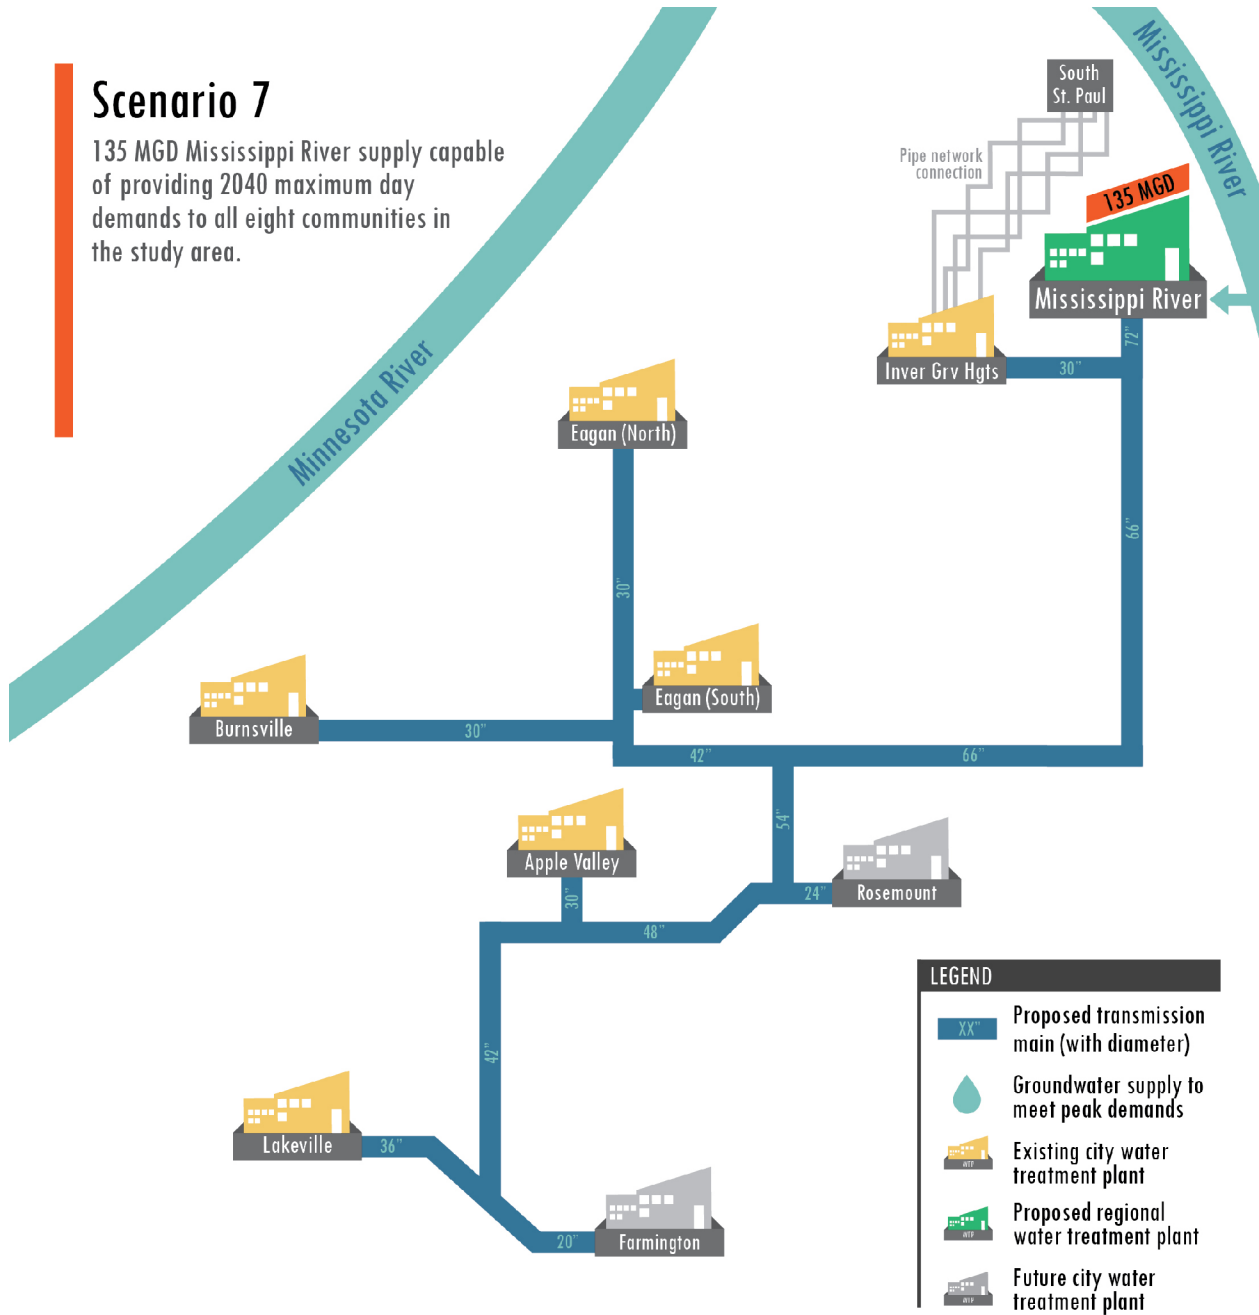 Scenario 7
135 MGD Mississippi River supply capable
of providing 2040 maximum day
demands to all eight communities in
the study area.
Minnesota River
Mississippi River
South
St. Paul
Pipe network
connection
135 MGD
Mississippi River
72"
Inver Grv Hgts
30"
Eagan (North)
66"
30"
Eagan (South)
Burnsville
30"
42"
66"
54"
Apple Valley
30"
Rosemount
24"
48"
42"
Lakeville
36"
Farmington
20"
LEGEND
XX"
Proposed transmission
main (with diameter)
Groundwater supply to
meet peak demands
WTP
Existing city water
treatment plant
WTP
Proposed regional
water treatment plant
WTP
Future city water
treatment plant